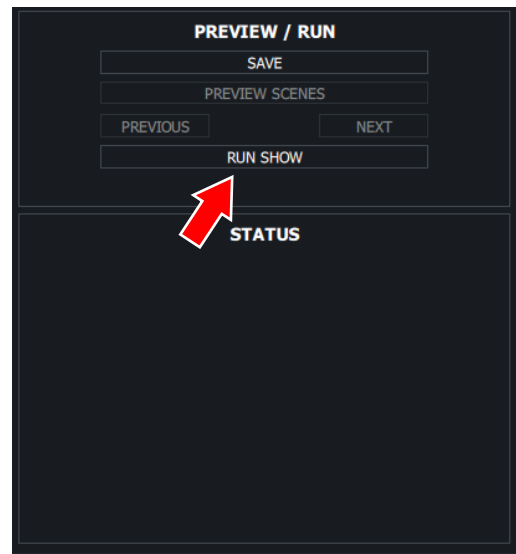 PREVIEW / RUN
SAVE
PREVIEW SCENES
PREVIOUS NEXT
RUN SHOW
STATUS